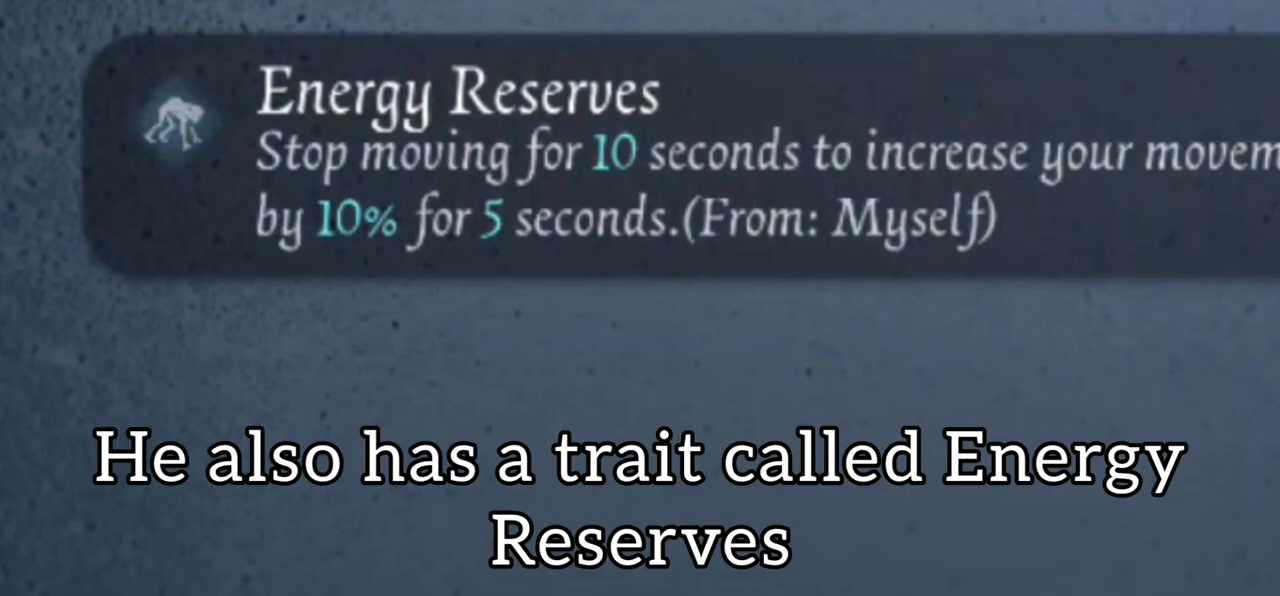 Energy Reserves
Stop moving for 10 seconds to increase your
by 10% for 5 seconds.(From: Myself)
He also has a trait called Energy
Reserves